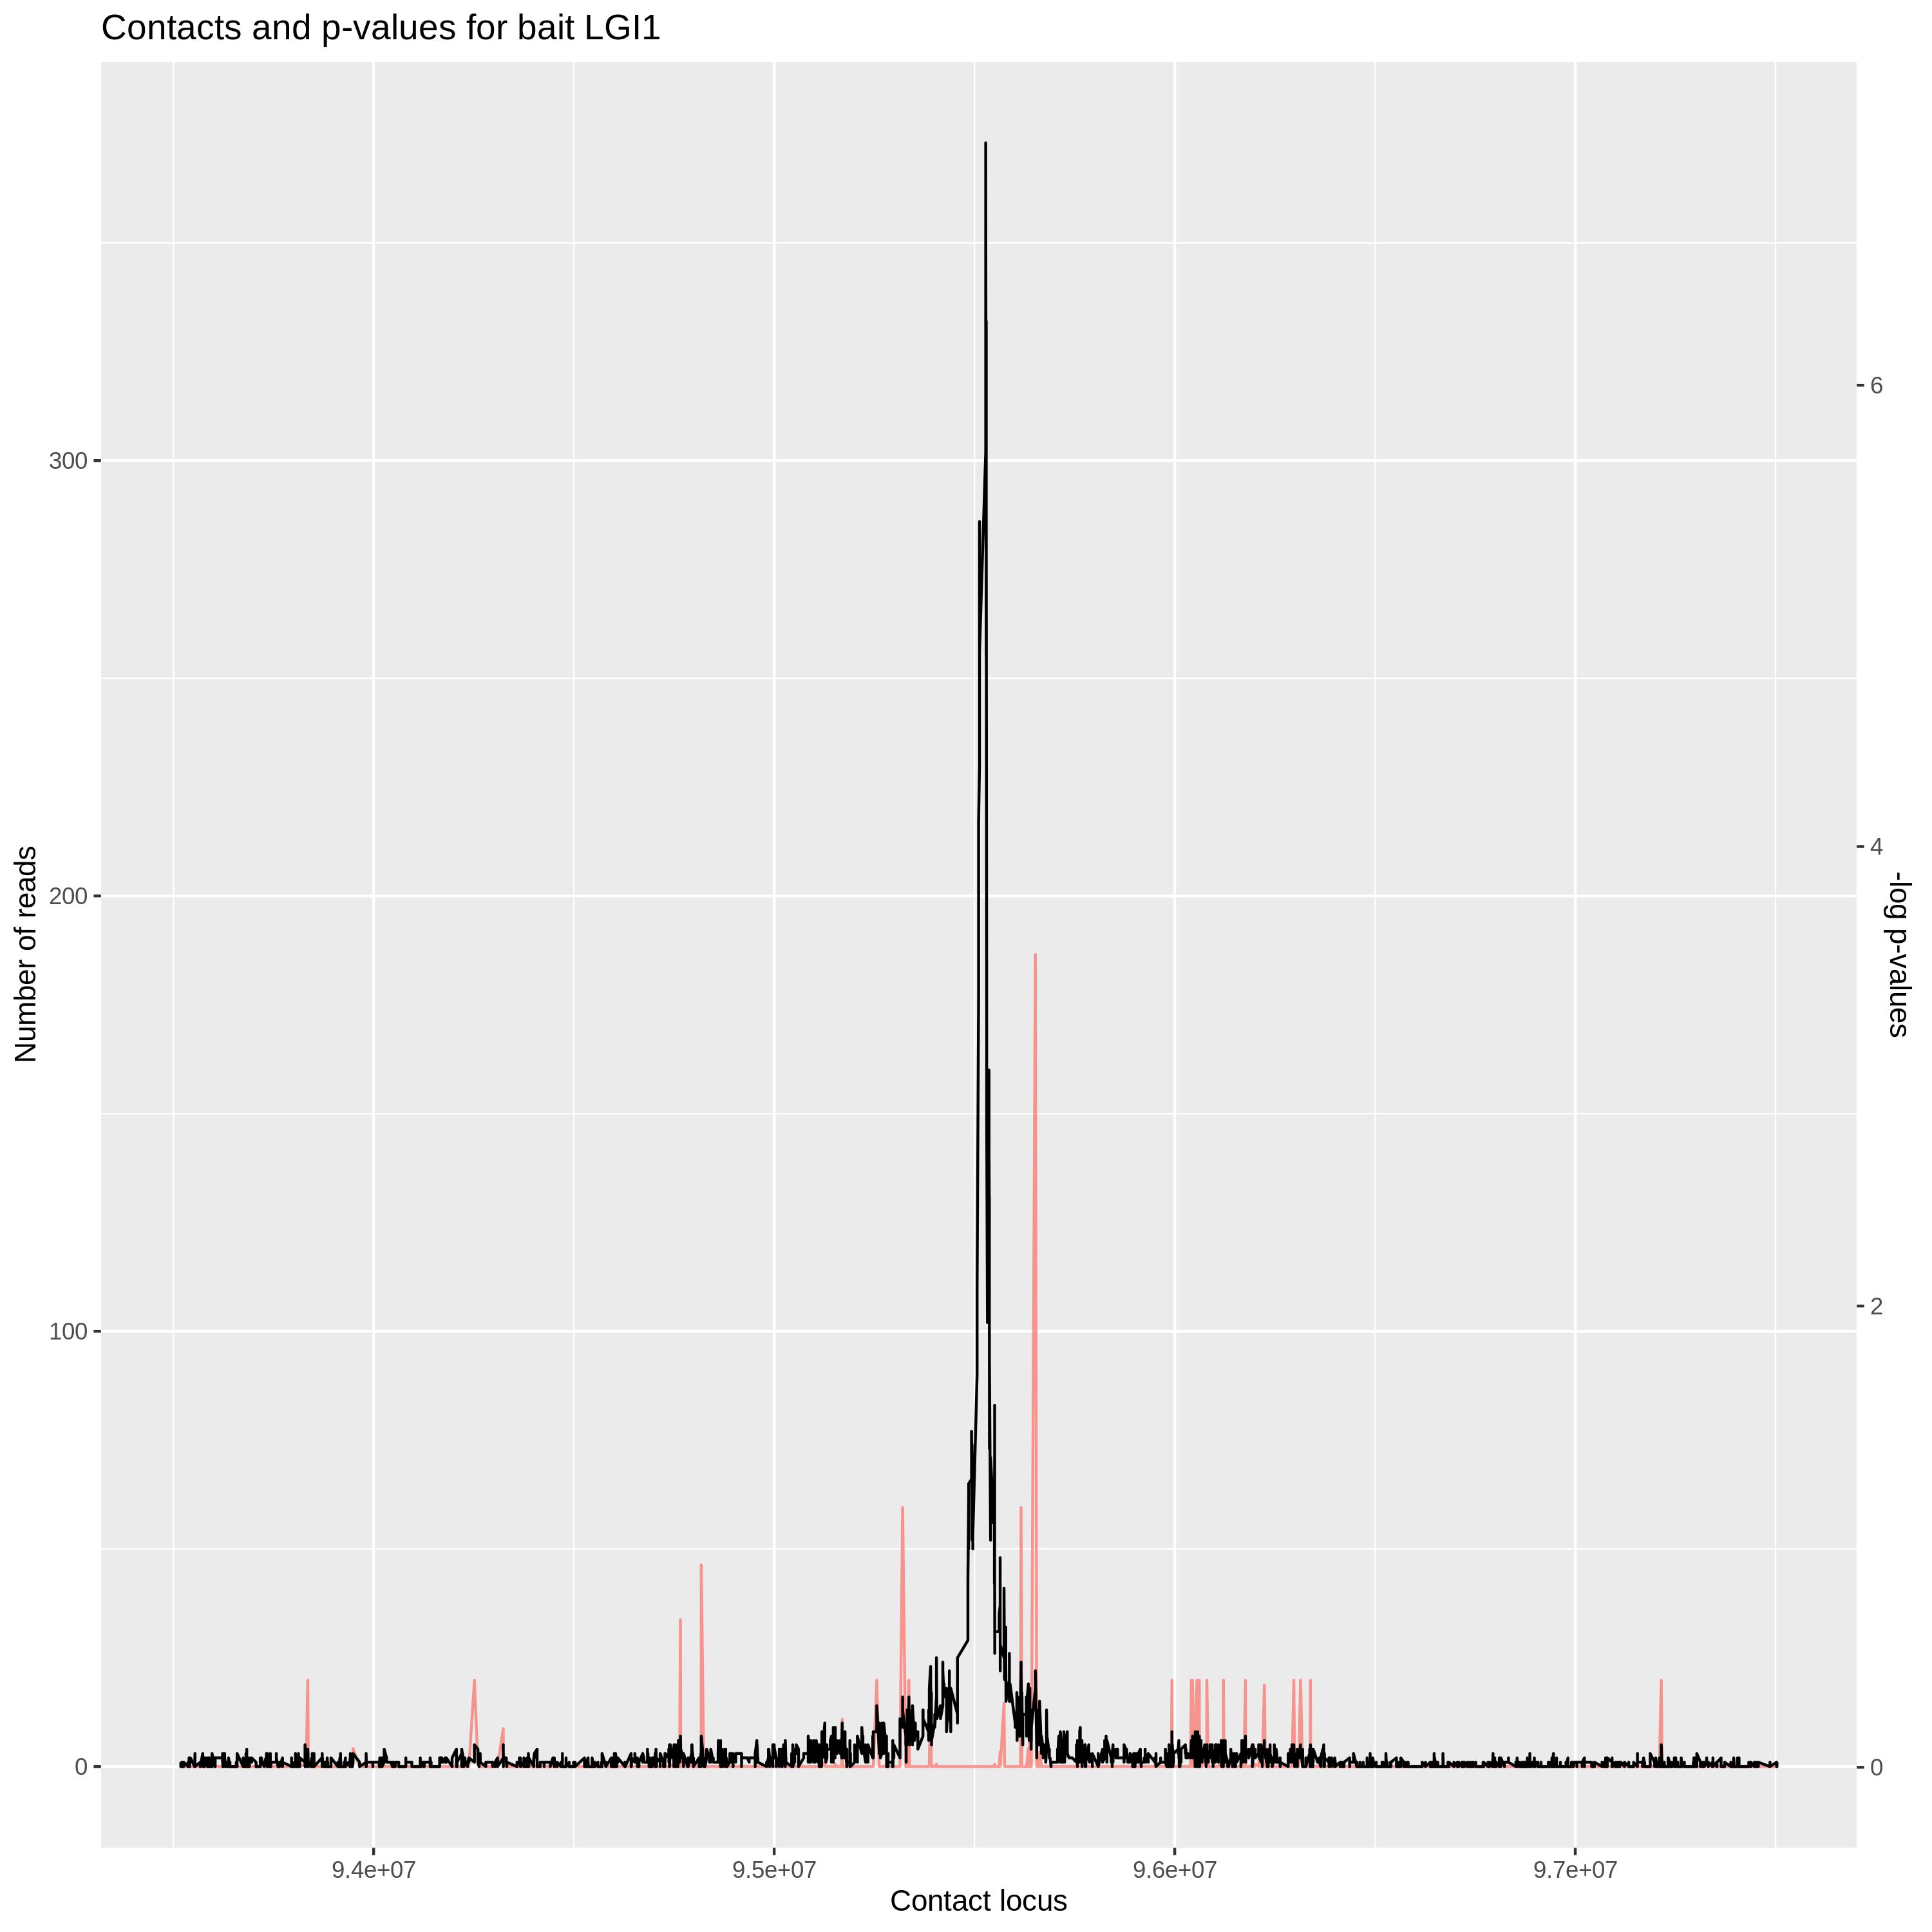 Contacts and p-values for bait LGI1
Number of reads
300
200
100
0
6
4
2
0
-log p-values
9.4e+07
9.5e+07
9.6e+07
9.7e+07
Contact locus